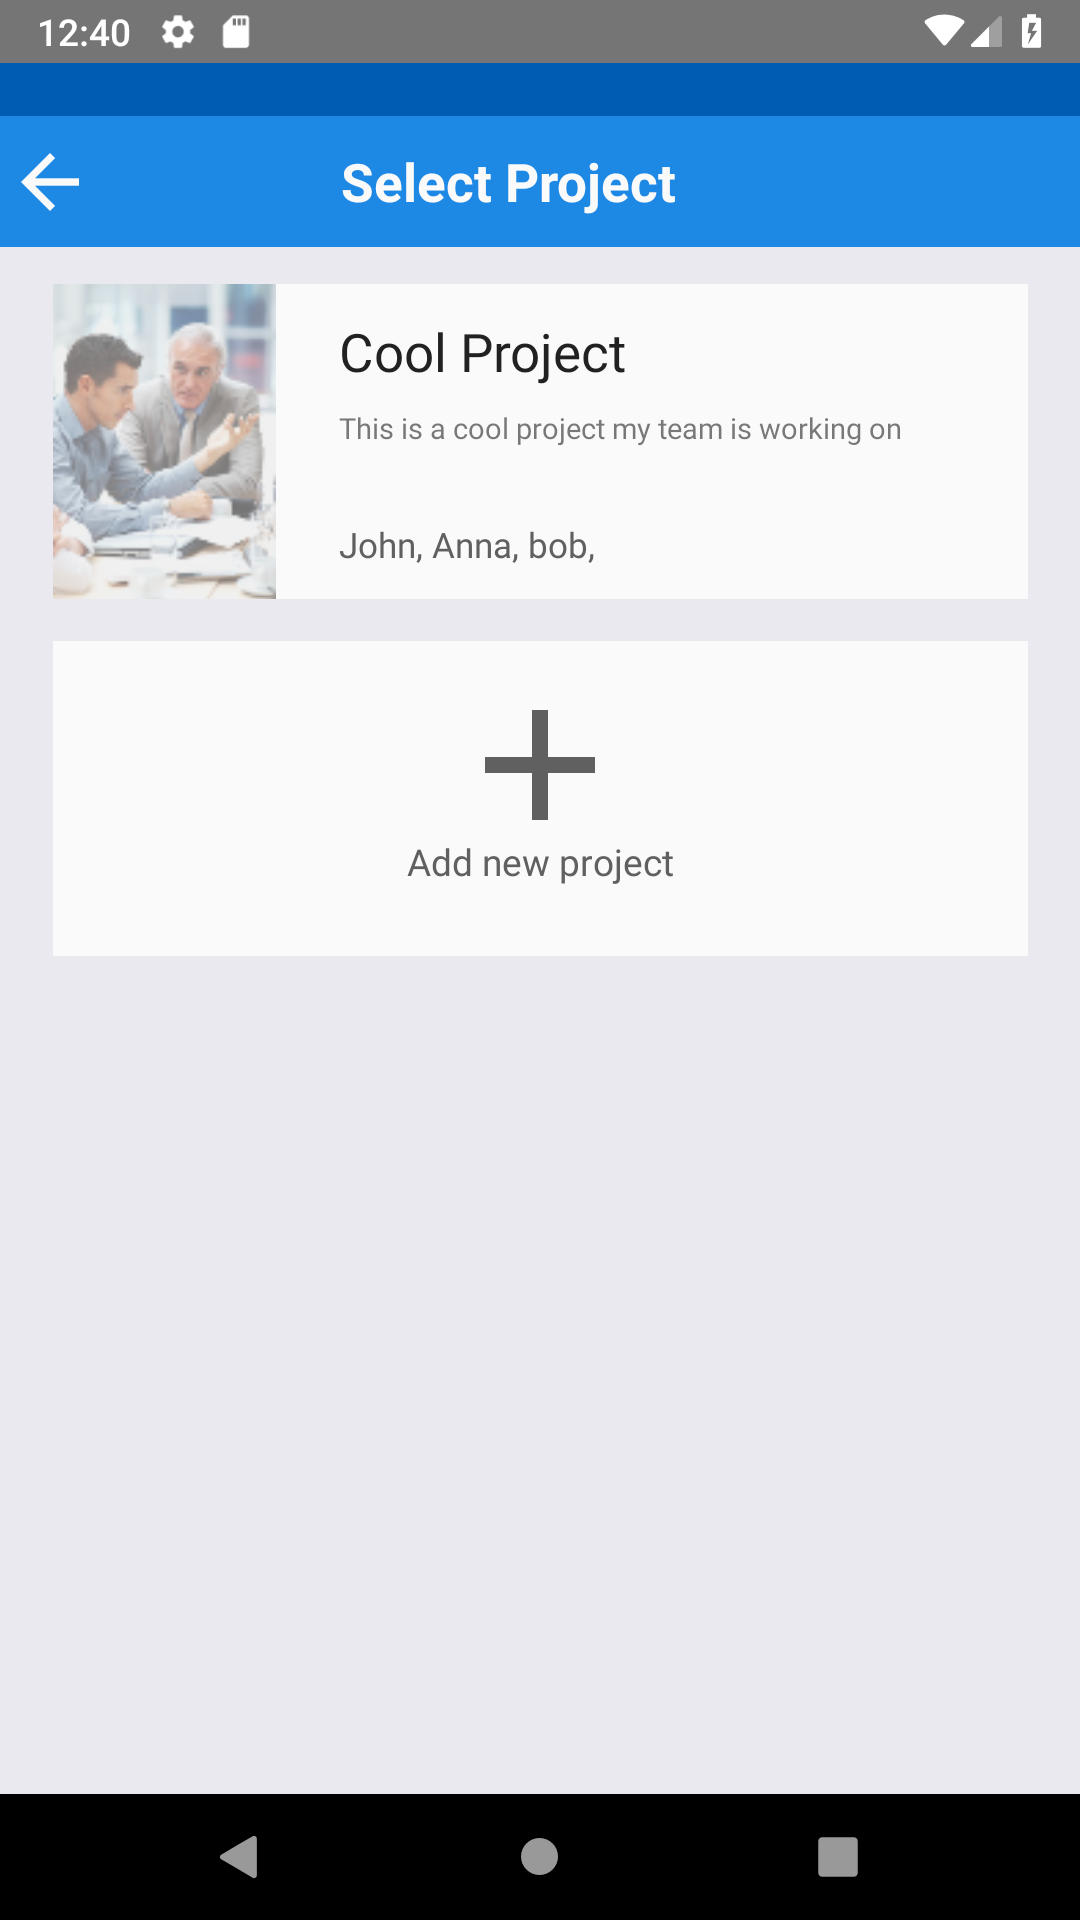 12:40
Select Project
Cool Project
This is a cool project my team is working on
John, Anna, bob,
Add new project